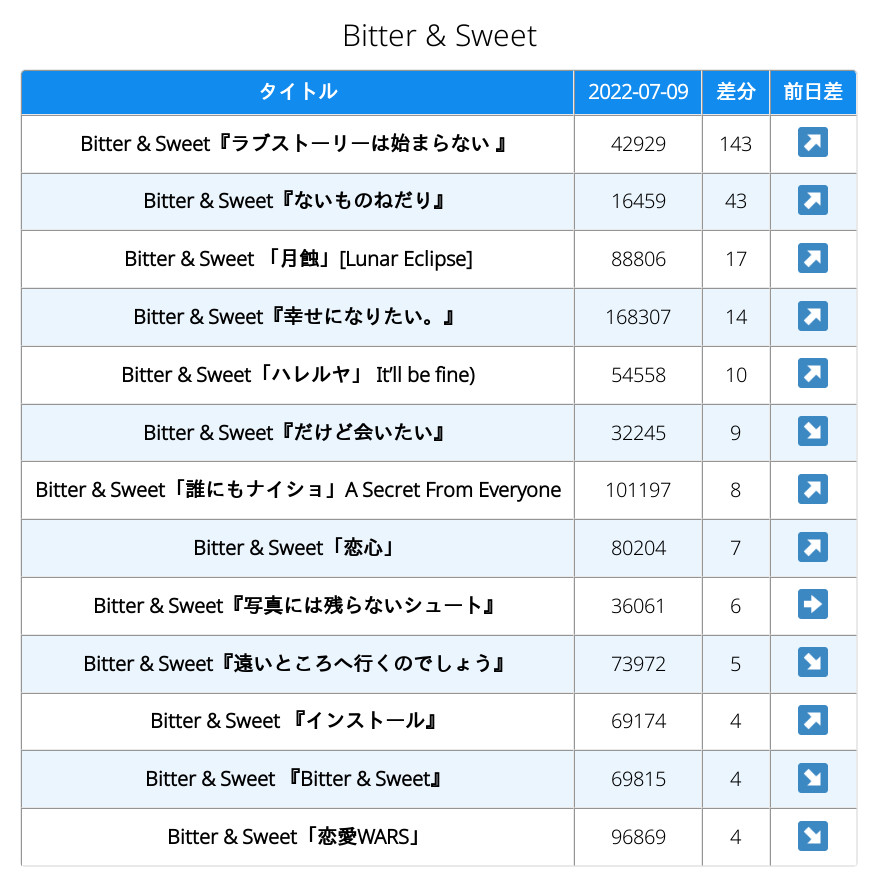 Bitter & Sweet
タイトル 2022-07-09 差分 前日差
Bitter & Sweet『ラブストーリーは始まらない 』 42929 143 ↗
Bitter & Sweet『ないものねだり』 16459 43 ↗
Bitter & Sweet 「月蝕」[Lunar Eclipse] 88806 17 ↗
Bitter & Sweet『幸せになりたい。』 168307 14 ↗
Bitter & Sweet「ハレルヤ」 It’ll be fine) 54558 10 ↗
Bitter & Sweet『だけど会いたい』 32245 9 ↘
Bitter & Sweet「誰にもナイショ」A Secret From Everyone 101197 8 ↗
Bitter & Sweet「恋心」 80204 7 ↗
Bitter & Sweet『写真には残らないシュート』 36061 6 ➡
Bitter & Sweet『遠いところへ行くのでしょう』 73972 5 ↘
Bitter & Sweet 『インストール』 69174 4 ↗
Bitter & Sweet 『Bitter & Sweet』 69815 4 ↘
Bitter & Sweet「恋愛WARS」 96869 4 ↘